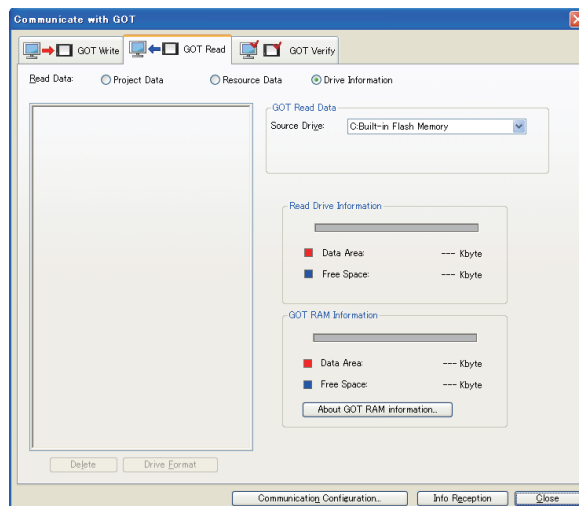 Communicate with GOT
GOT Write GOT Read GOT Verify
Read Data: Project Data Resource Data Drive Information
GOT Read Data
Source Drive: C:Built-in Flash Memory
Read Drive Information
Data Area: --- Kbyte
Free Space: --- Kbyte
GOT RAM Information
Data Area: --- Kbyte
Free Space: --- Kbyte
About GOT RAM information...
Delete Drive Format
Communication Configuration... Info Reception Close